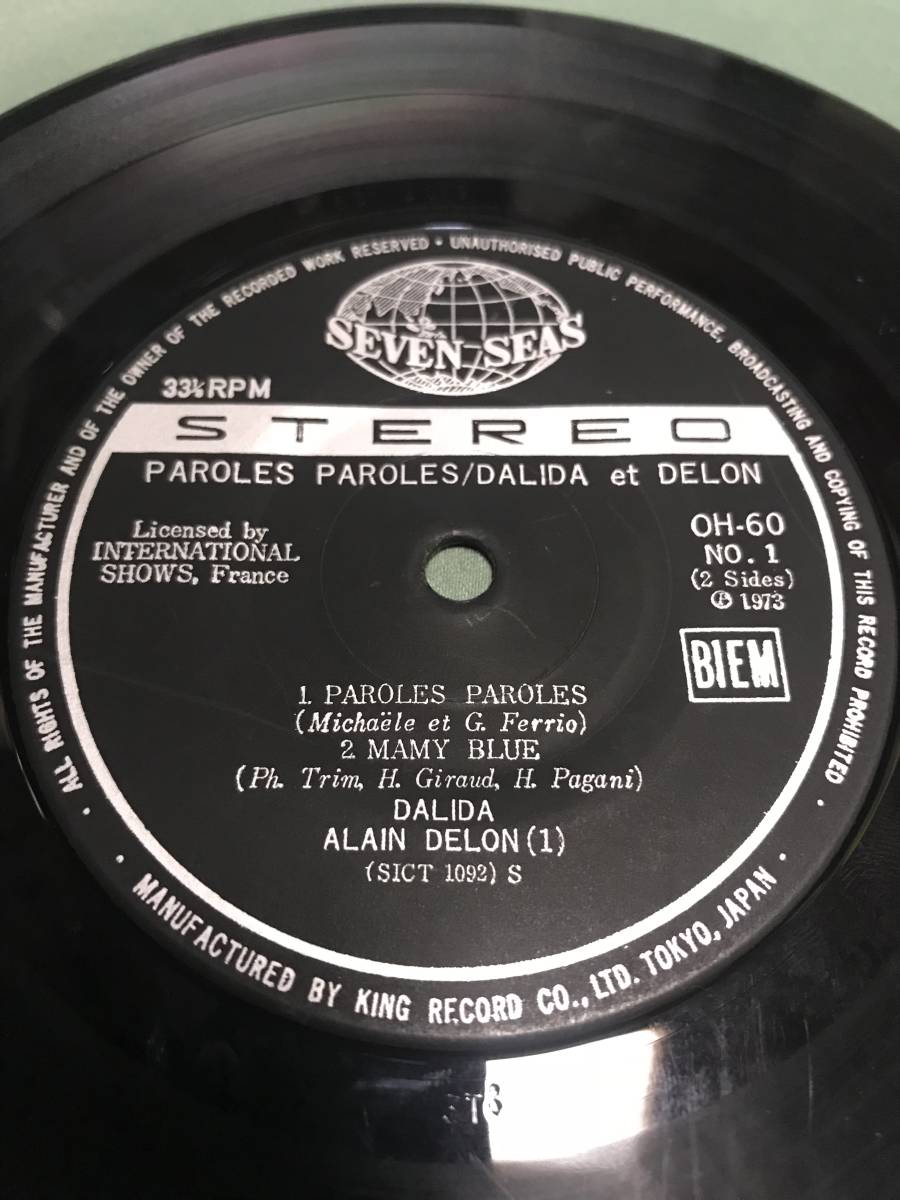 ALL RIGHTS OF THE MANUFACTURER AND OF THE OWNER OF THE RECORDED WORK RESERVED · UNAUTHORISED PUBLIC PERFORMANCE, BROADCASTING AND COPYING OF THIS RECORD PROHIBITED ·
SEVEN SEAS
33⅓RPM
STEREO
PAROLES PAROLES/DALIDA et DELON
Licensed by
INTERNATIONAL
SHOWS, France
OH-60
NO. 1
(2 Sides)
Ⓟ 1973
BIEM
1. PAROLES PAROLES
(Michaële et G. Ferrio)
2. MAMY BLUE
(Ph. Trim, H. Giraud, H. Pagani)
DALIDA
ALAIN DELON (1)
(SICT 1092) S
· MANUFACTURED BY KING RECORD CO., LTD. TOKYO, JAPAN ·